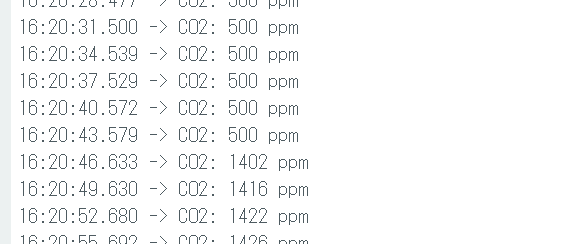 16:20:28.477 -> CO2: 500 ppm
16:20:31.500 -> CO2: 500 ppm
16:20:34.539 -> CO2: 500 ppm
16:20:37.529 -> CO2: 500 ppm
16:20:40.572 -> CO2: 500 ppm
16:20:43.579 -> CO2: 500 ppm
16:20:46.633 -> CO2: 1402 ppm
16:20:49.630 -> CO2: 1416 ppm
16:20:52.680 -> CO2: 1422 ppm
16:20:55.692 -> CO2: 1426 ppm